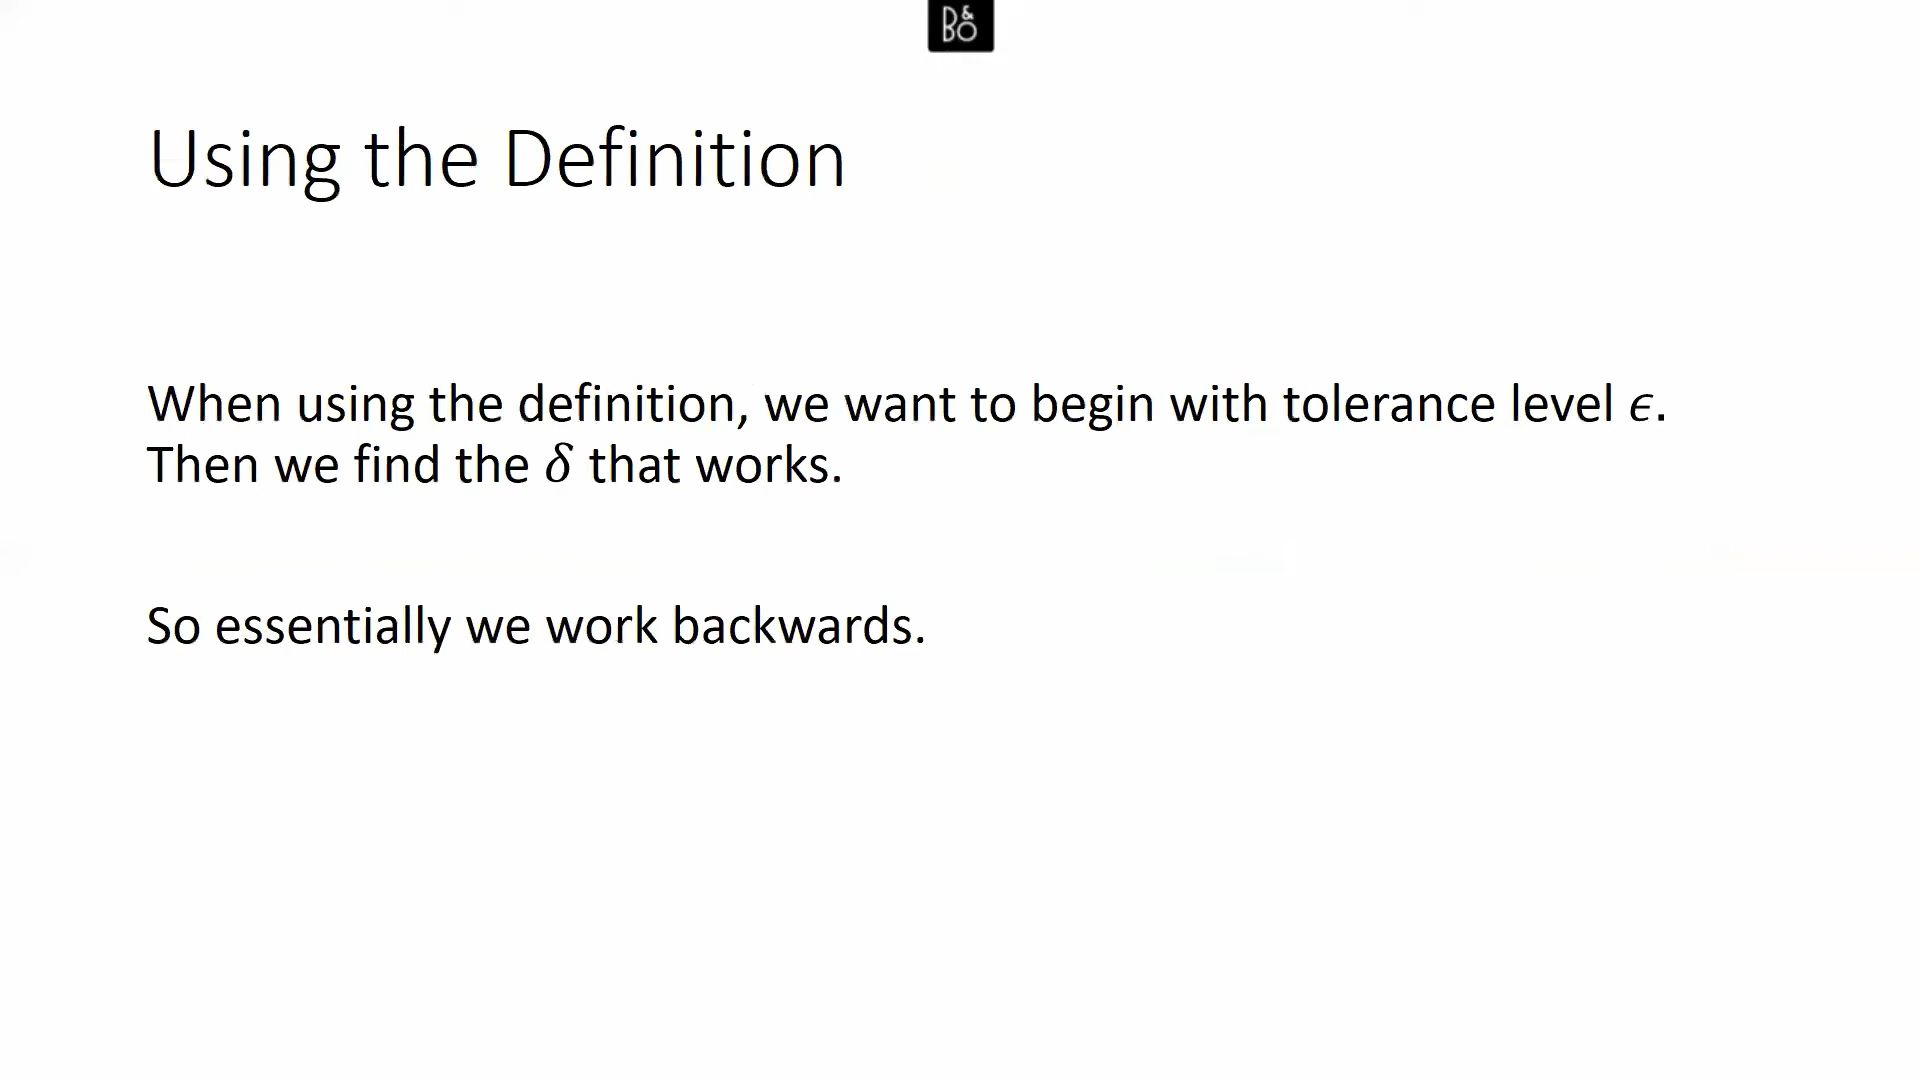 B&O
Using the Definition
When using the definition, we want to begin with tolerance level ϵ.
Then we find the δ that works.
So essentially we work backwards.